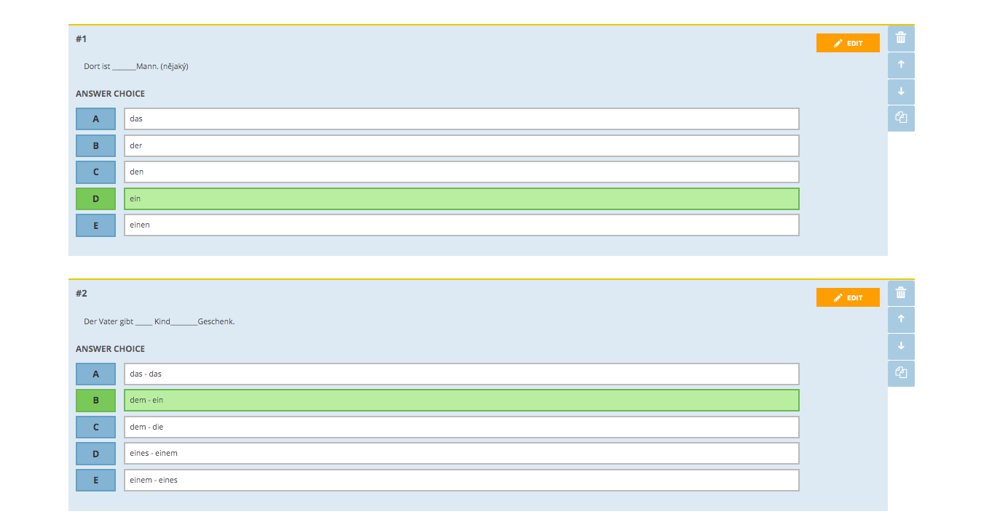 #1
EDIT
Dort ist ______Mann. (nějaký)
ANSWER CHOICE
A das
B der
C den
D ein
E einen
#2
EDIT
Der Vater gibt ____ Kind_______Geschenk.
ANSWER CHOICE
A das - das
B dem - ein
C dem - die
D eines - einem
E einem - eines